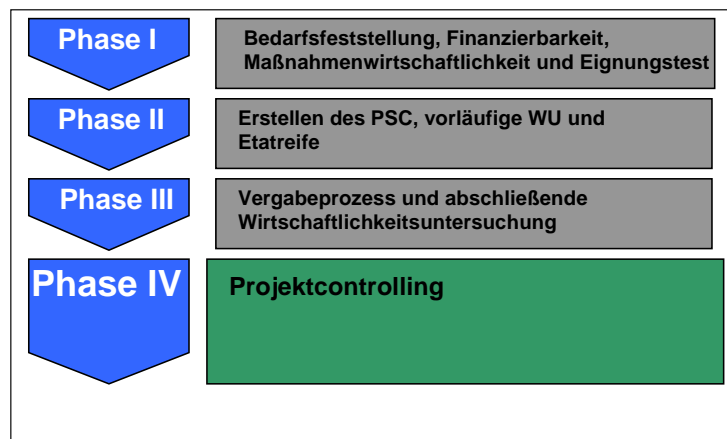 Phase I
Bedarfsfeststellung, Finanzierbarkeit,
Maßnahmenwirtschaftlichkeit und Eignungstest
Phase II
Erstellen des PSC, vorläufige WU und
Etatreife
Phase III
Vergabeprozess und abschließende
Wirtschaftlichkeitsuntersuchung
Phase IV
Projektcontrolling